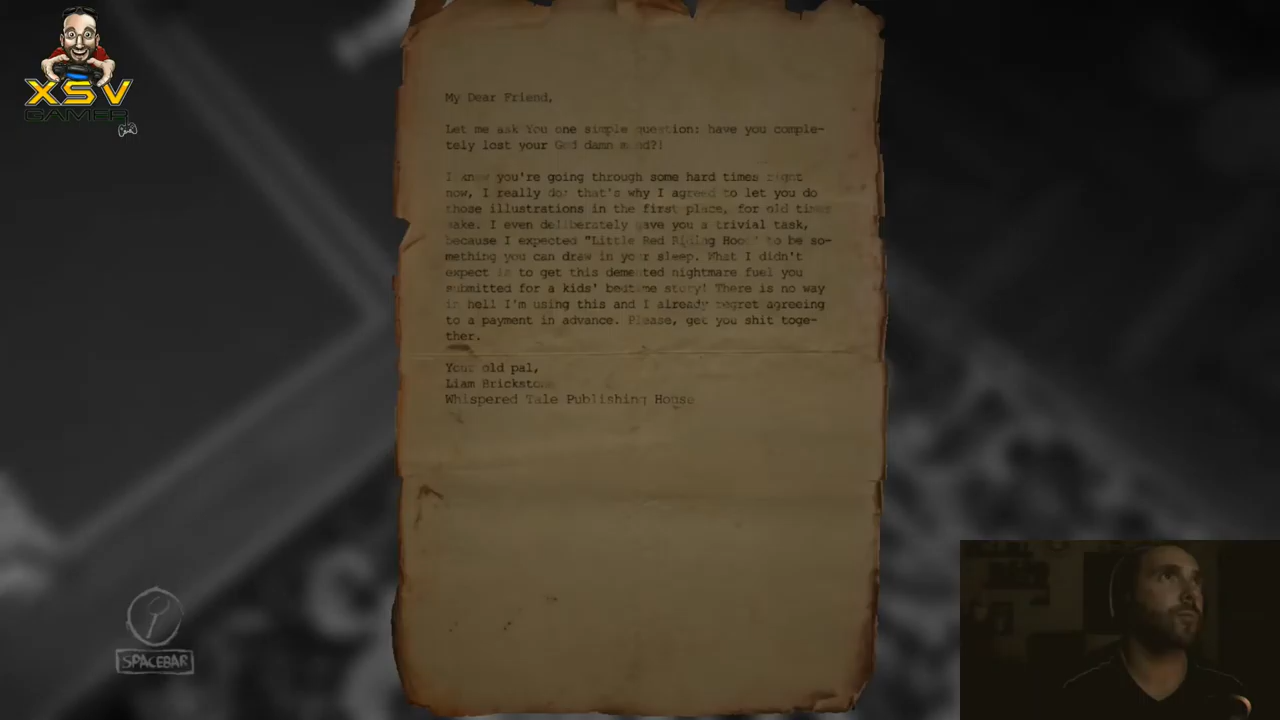 XSV
GAMER
My Dear Friend,
Let me ask You one simple question: have you comple-
tely lost your God damn mind?!
I know you're going through some hard times right
now, I really do: that's why I agreed to let you do
those illustrations in the first place, for old times
sake. I even deliberately gave you a trivial task,
because I expected "Little Red Riding Hood" to be so-
mething you can draw in your sleep. What I didn't
expect is to get this demented nightmare fuel you
submitted for a kids' bedtime story! There is no way
in hell I'm using this and I already regret agreeing
to a payment in advance. Please, get you shit toge-
ther.
Your old pal,
Liam Brickstone
Whispered Tale Publishing House
SPACEBAR